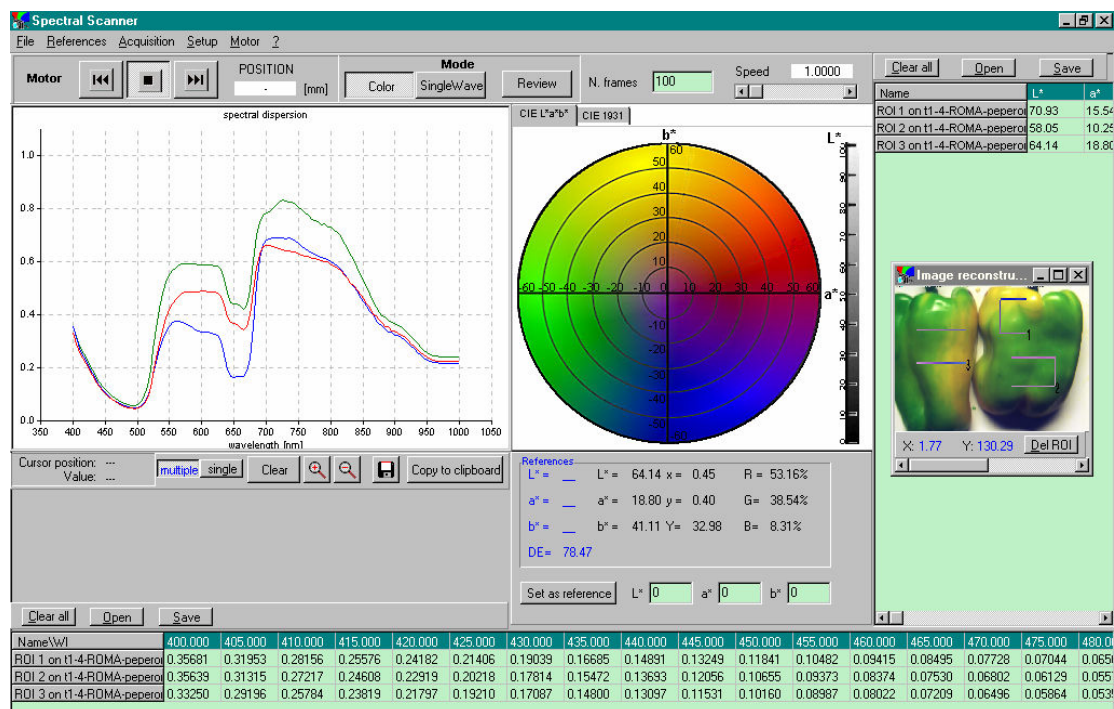 Spectral Scanner
File References Acquisition Setup Motor ?
Motor
POSITION
- [mm]
Mode
Color SingleWave Review
N. frames 100
Speed 1.0000
Clear all Open Save
Name L* a*
ROI 1 on t1-4-ROMA-pepero 70.93 15.54
ROI 2 on t1-4-ROMA-pepero 58.05 10.25
ROI 3 on t1-4-ROMA-pepero 64.14 18.80
spectral dispersion
1.0
0.8
0.6
0.4
0.2
0.0
350 400 450 500 550 600 650 700 750 800 850 900 950 1000 1050
wavelength [nm]
CIE L*a*b* CIE 1931
b*
L*
60
50
40
30
20
10
-60 -50 -40 -30 -20 -10 0 10 20 30 40 50 60
a*
-10
-20
-30
-40
-50
Image reconstru...
1
3
2
X: 1.77 Y: 130.29 Del ROI
Cursor position: ---
Value: ---
multiple single Clear Copy to clipboard
References
L* = __ L* = 64.14 x = 0.45 R = 53.16%
a* = __ a* = 18.80 y = 0.40 G= 38.54%
b* = __ b* = 41.11 Y= 32.98 B= 8.31%
DE= 78.47
Set as reference L* 0 a* 0 b* 0
Clear all Open Save
Name\Wl 400.000 405.000 410.000 415.000 420.000 425.000 430.000 435.000 440.000 445.000 450.000 455.000 460.000 465.000 470.000 475.000 480.0
ROI 1 on t1-4-ROMA-pepero 0.35681 0.31953 0.28156 0.25576 0.24182 0.21406 0.19039 0.16685 0.14891 0.13249 0.11841 0.10482 0.09415 0.08495 0.07728 0.07044 0.065
ROI 2 on t1-4-ROMA-pepero 0.35639 0.31315 0.27217 0.24608 0.22919 0.20218 0.17814 0.15472 0.13693 0.12056 0.10655 0.09373 0.08374 0.07530 0.06802 0.06129 0.055
ROI 3 on t1-4-ROMA-pepero 0.33250 0.29196 0.25784 0.23819 0.21797 0.19210 0.17087 0.14800 0.13097 0.11531 0.10160 0.08987 0.08022 0.07209 0.06496 0.05864 0.053